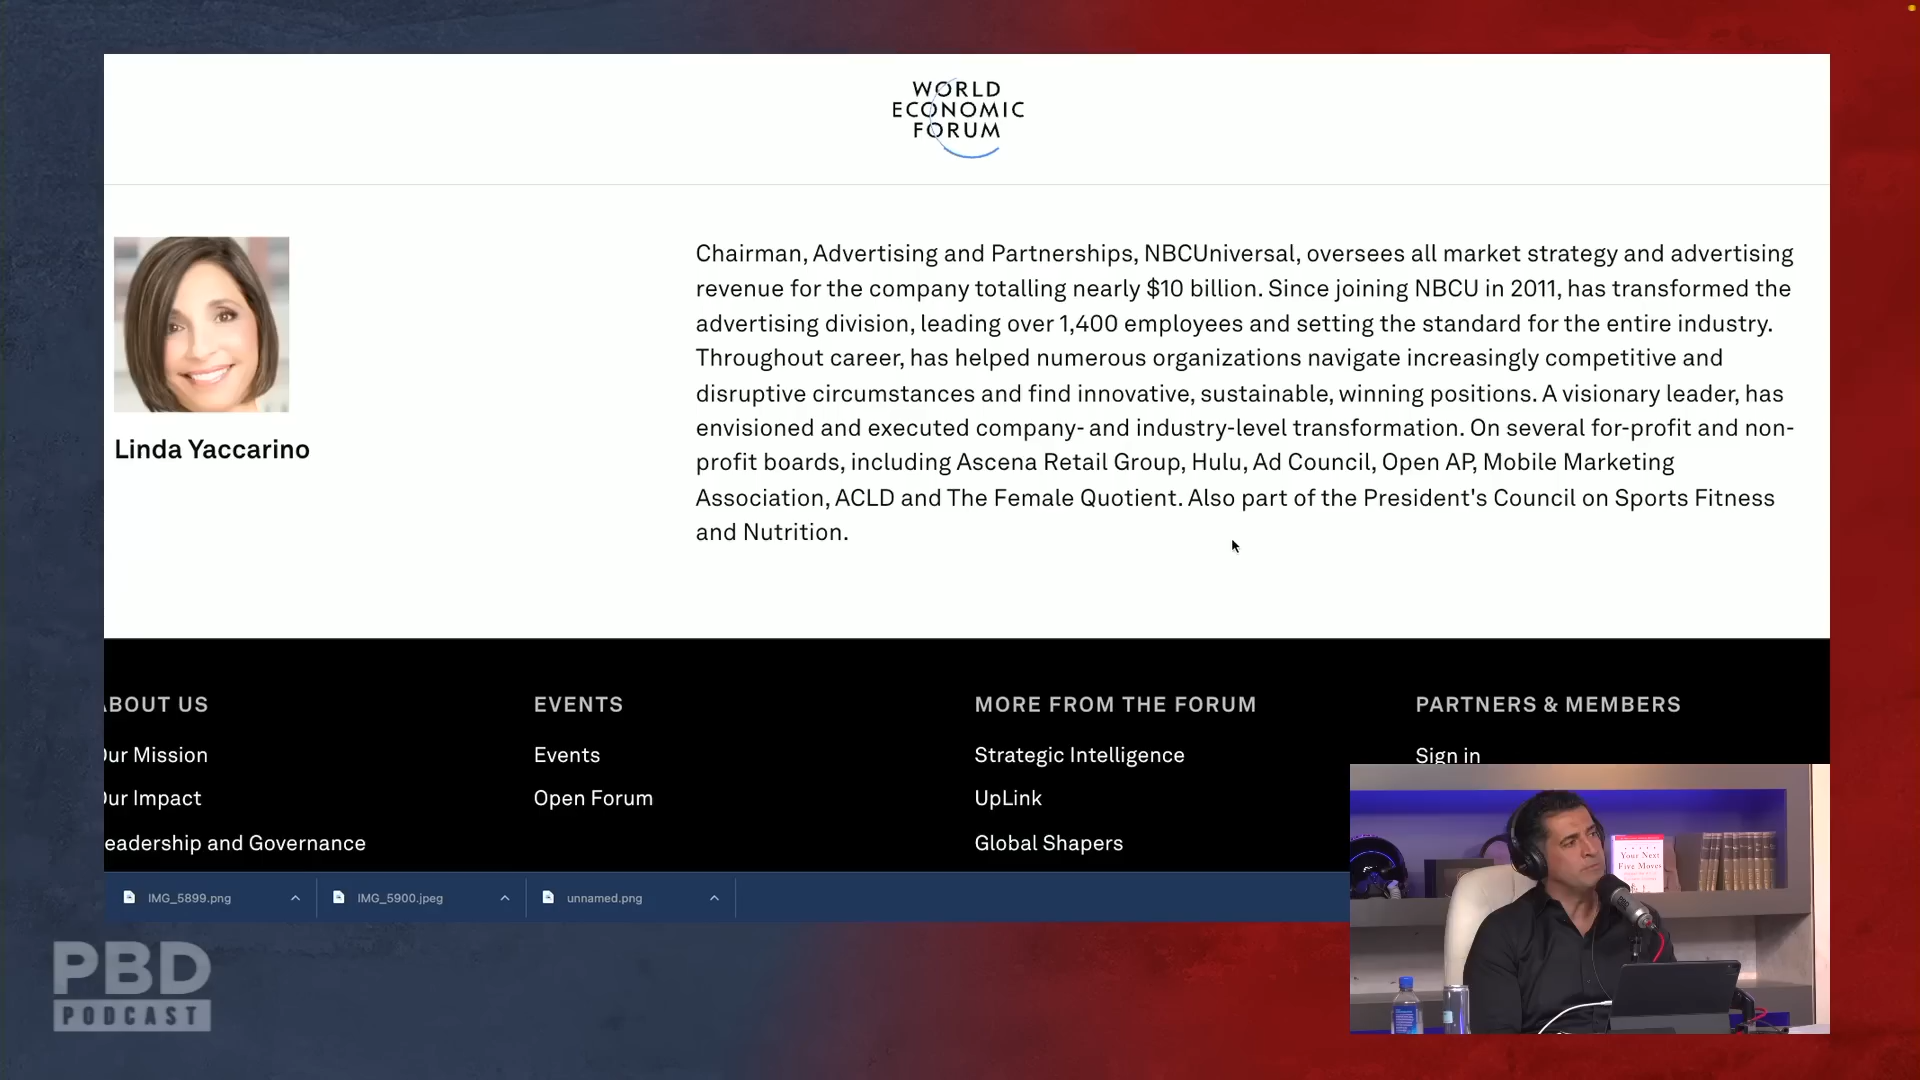 WORLD
ECONOMIC
FORUM
Chairman, Advertising and Partnerships, NBCUniversal, oversees all market strategy and advertising
revenue for the company totalling nearly $10 billion. Since joining NBCU in 2011, has transformed the
advertising division, leading over 1,400 employees and setting the standard for the entire industry.
Throughout career, has helped numerous organizations navigate increasingly competitive and
disruptive circumstances and find innovative, sustainable, winning positions. A visionary leader, has
envisioned and executed company- and industry-level transformation. On several for-profit and non-
profit boards, including Ascena Retail Group, Hulu, Ad Council, Open AP, Mobile Marketing
Association, ACLD and The Female Quotient. Also part of the President's Council on Sports Fitness
and Nutrition.
Linda Yaccarino
ABOUT US
Our Mission
Our Impact
eadership and Governance
EVENTS
Events
Open Forum
MORE FROM THE FORUM
Strategic Intelligence
UpLink
Global Shapers
PARTNERS & MEMBERS
Sign in
IMG_5899.png
IMG_5900.jpeg
unnamed.png
Your Next
Five Moves
PBD
PODCAST